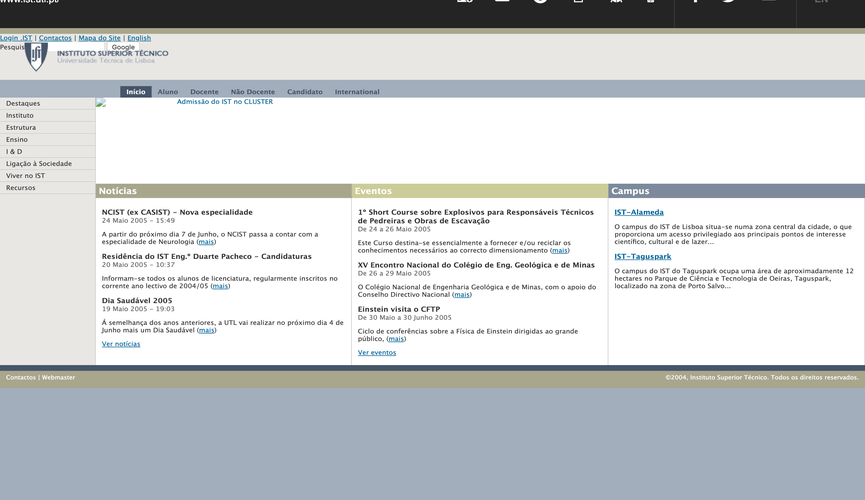 www.ist.utl.pt
EN
Login .IST | Contactos | Mapa do Site | English
Pesquis
Google
INSTITUTO SUPERIOR TÉCNICO
Universidade Técnica de Lisboa
Início Aluno Docente Não Docente Candidato International
Destaques
Instituto
Estrutura
Ensino
I & D
Ligação à Sociedade
Viver no IST
Recursos
Admissão do IST no CLUSTER
Notícias
NCIST (ex CASIST) - Nova especialidade
24 Maio 2005 - 15:49
A partir do próximo dia 7 de Junho, o NCIST passa a contar com a
especialidade de Neurologia (mais)
Residência do IST Eng.º Duarte Pacheco - Candidaturas
20 Maio 2005 - 10:37
Informam-se todos os alunos de licenciatura, regularmente inscritos no
corrente ano lectivo de 2004/05 (mais)
Dia Saudável 2005
19 Maio 2005 - 19:03
Á semelhança dos anos anteriores, a UTL vai realizar no próximo dia 4 de
Junho mais um Dia Saudável (mais)
Ver notícias
Eventos
1º Short Course sobre Explosivos para Responsáveis Técnicos
de Pedreiras e Obras de Escavação
De 24 a 26 Maio 2005
Este Curso destina-se essencialmente a fornecer e/ou reciclar os
conhecimentos necessários ao correcto dimensionamento (mais)
XV Encontro Nacional do Colégio de Eng. Geológica e de Minas
De 26 a 29 Maio 2005
O Colégio Nacional de Engenharia Geológica e de Minas, com o apoio do
Conselho Directivo Nacional (mais)
Einstein visita o CFTP
De 30 Maio a 30 Junho 2005
Ciclo de conferências sobre a Física de Einstein dirigidas ao grande
público, (mais)
Ver eventos
Campus
IST-Alameda
O campus do IST de Lisboa situa-se numa zona central da cidade, o que
proporciona um acesso privilegiado aos principais pontos de interesse
científico, cultural e de lazer...
IST-Taguspark
O campus do IST do Taguspark ocupa uma área de aproximadamente 12
hectares no Parque de Ciência e Tecnologia de Oeiras, Taguspark,
localizado na zona de Porto Salvo...
Contactos | Webmaster
©2004, Instituto Superior Técnico. Todos os direitos reservados.